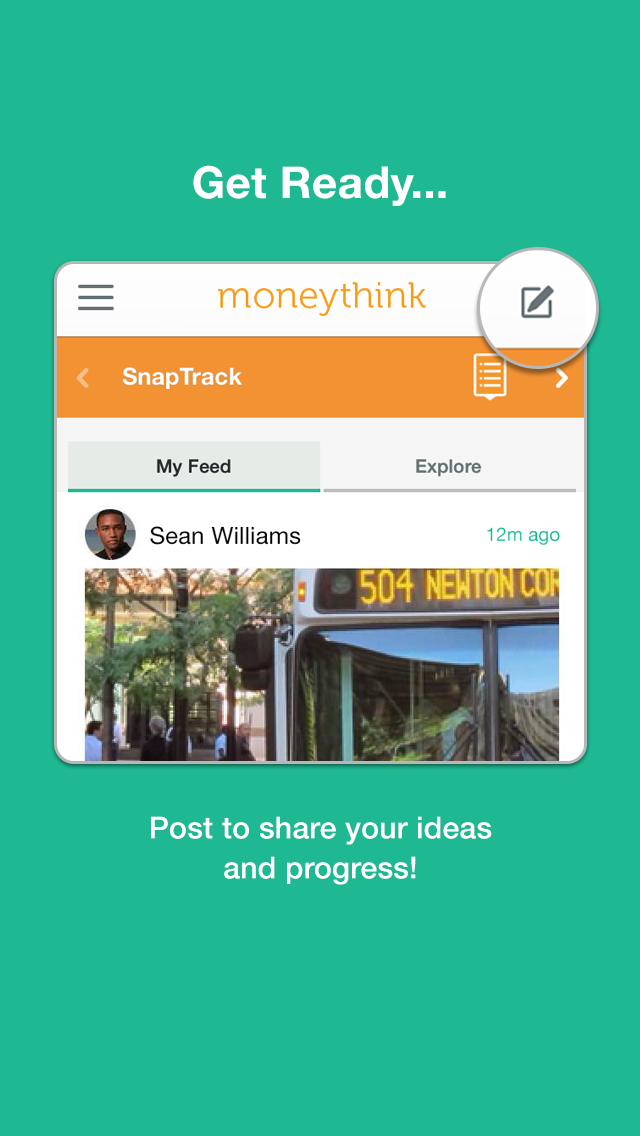 Get Ready...
moneythink
SnapTrack
My Feed
Explore
Sean Williams
12m ago
504 NEWTON COR
Post to share your ideas
and progress!